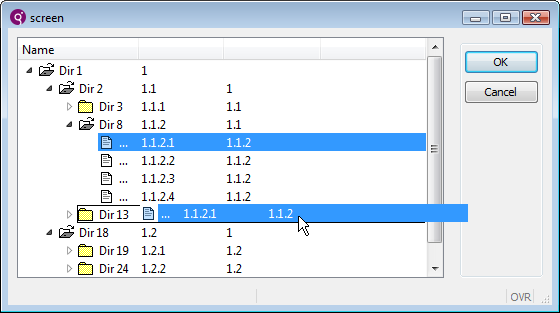 screen
Name
Dir 1 1
Dir 2 1.1 1
Dir 3 1.1.1 1.1
Dir 8 1.1.2 1.1
... 1.1.2.1 1.1.2
... 1.1.2.2 1.1.2
... 1.1.2.3 1.1.2
... 1.1.2.4 1.1.2
Dir 13 ... 1.1.2.1 1.1.2
Dir 18 1.2 1
Dir 19 1.2.1 1.2
Dir 24 1.2.2 1.2
OK
Cancel
OVR